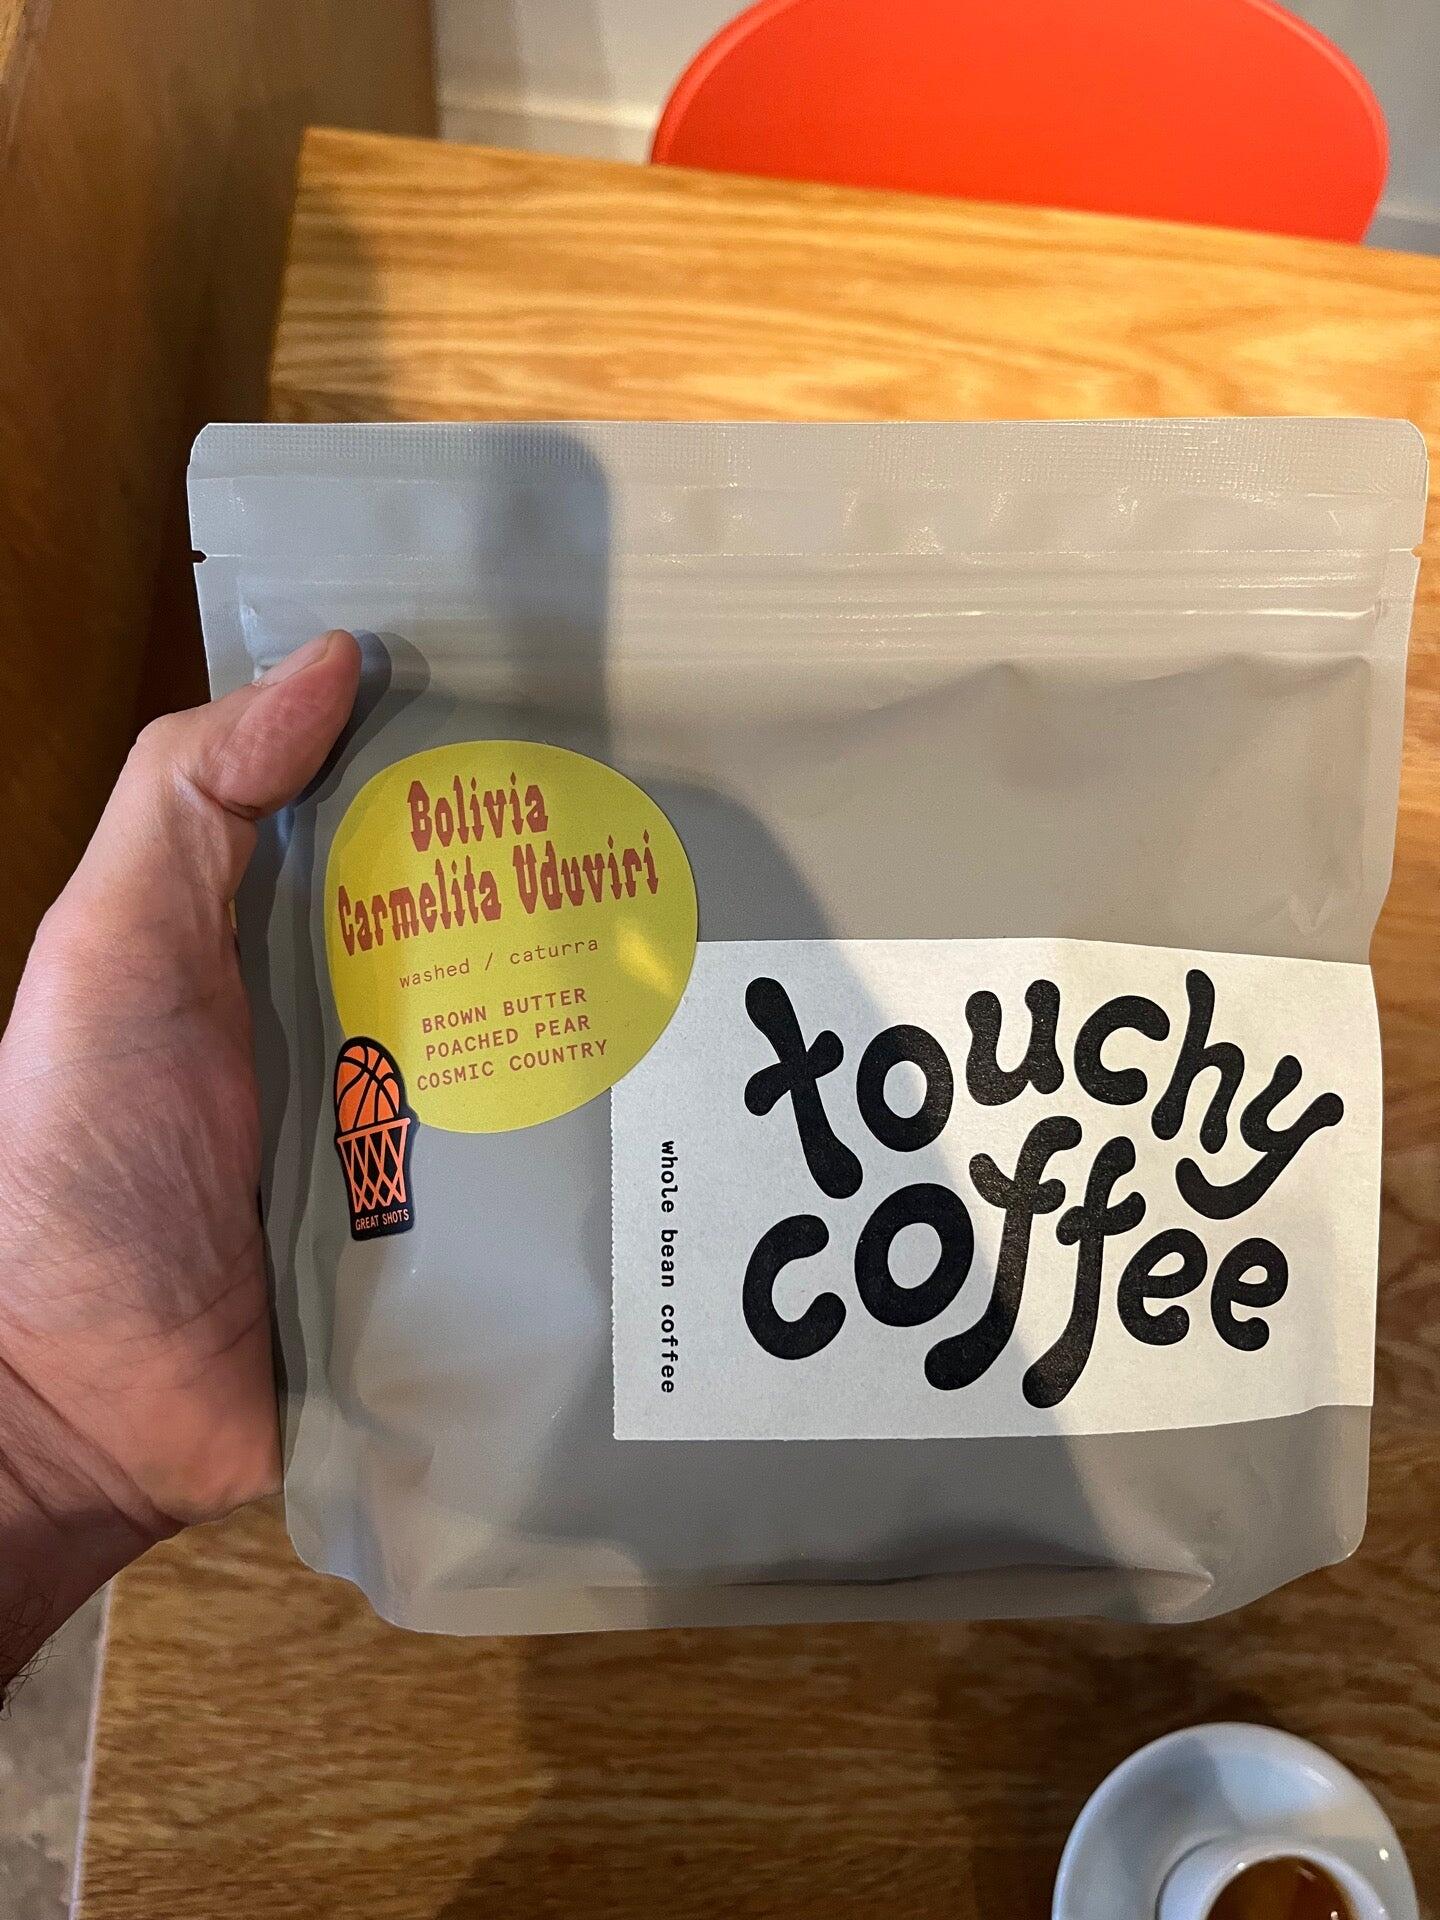 Bolivia
Carmelita Uduviri
washed / caturra
BROWN BUTTER
POACHED PEAR
COSMIC COUNTRY
GREAT SHOTS
touchy
coffee
whole bean coffee